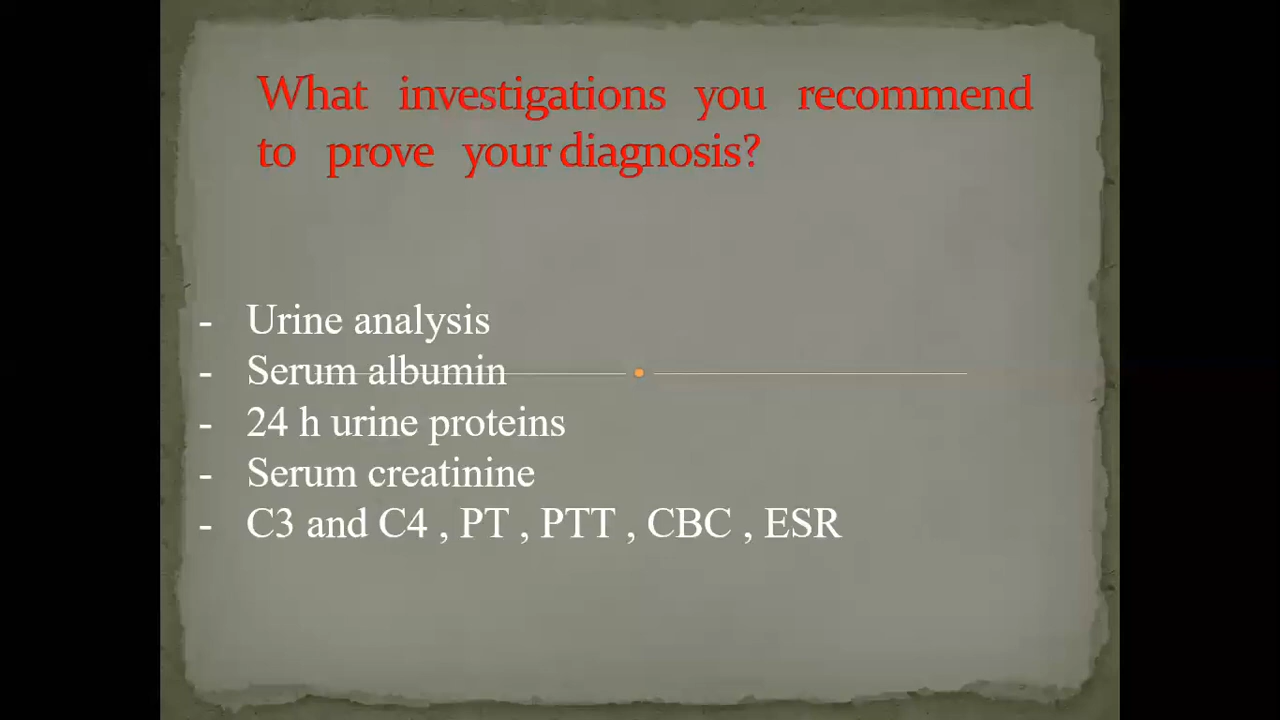 What investigations you recommend
to prove your diagnosis?
- Urine analysis
- Serum albumin
- 24 h urine proteins
- Serum creatinine
- C3 and C4 , PT , PTT , CBC , ESR